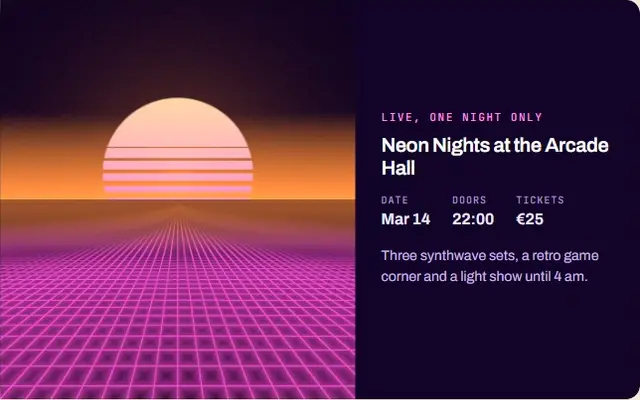 LIVE, ONE NIGHT ONLY
Neon Nights at the Arcade
Hall
DATE DOORS TICKETS
Mar 14 22:00 €25
Three synthwave sets, a retro game
corner and a light show until 4 am.